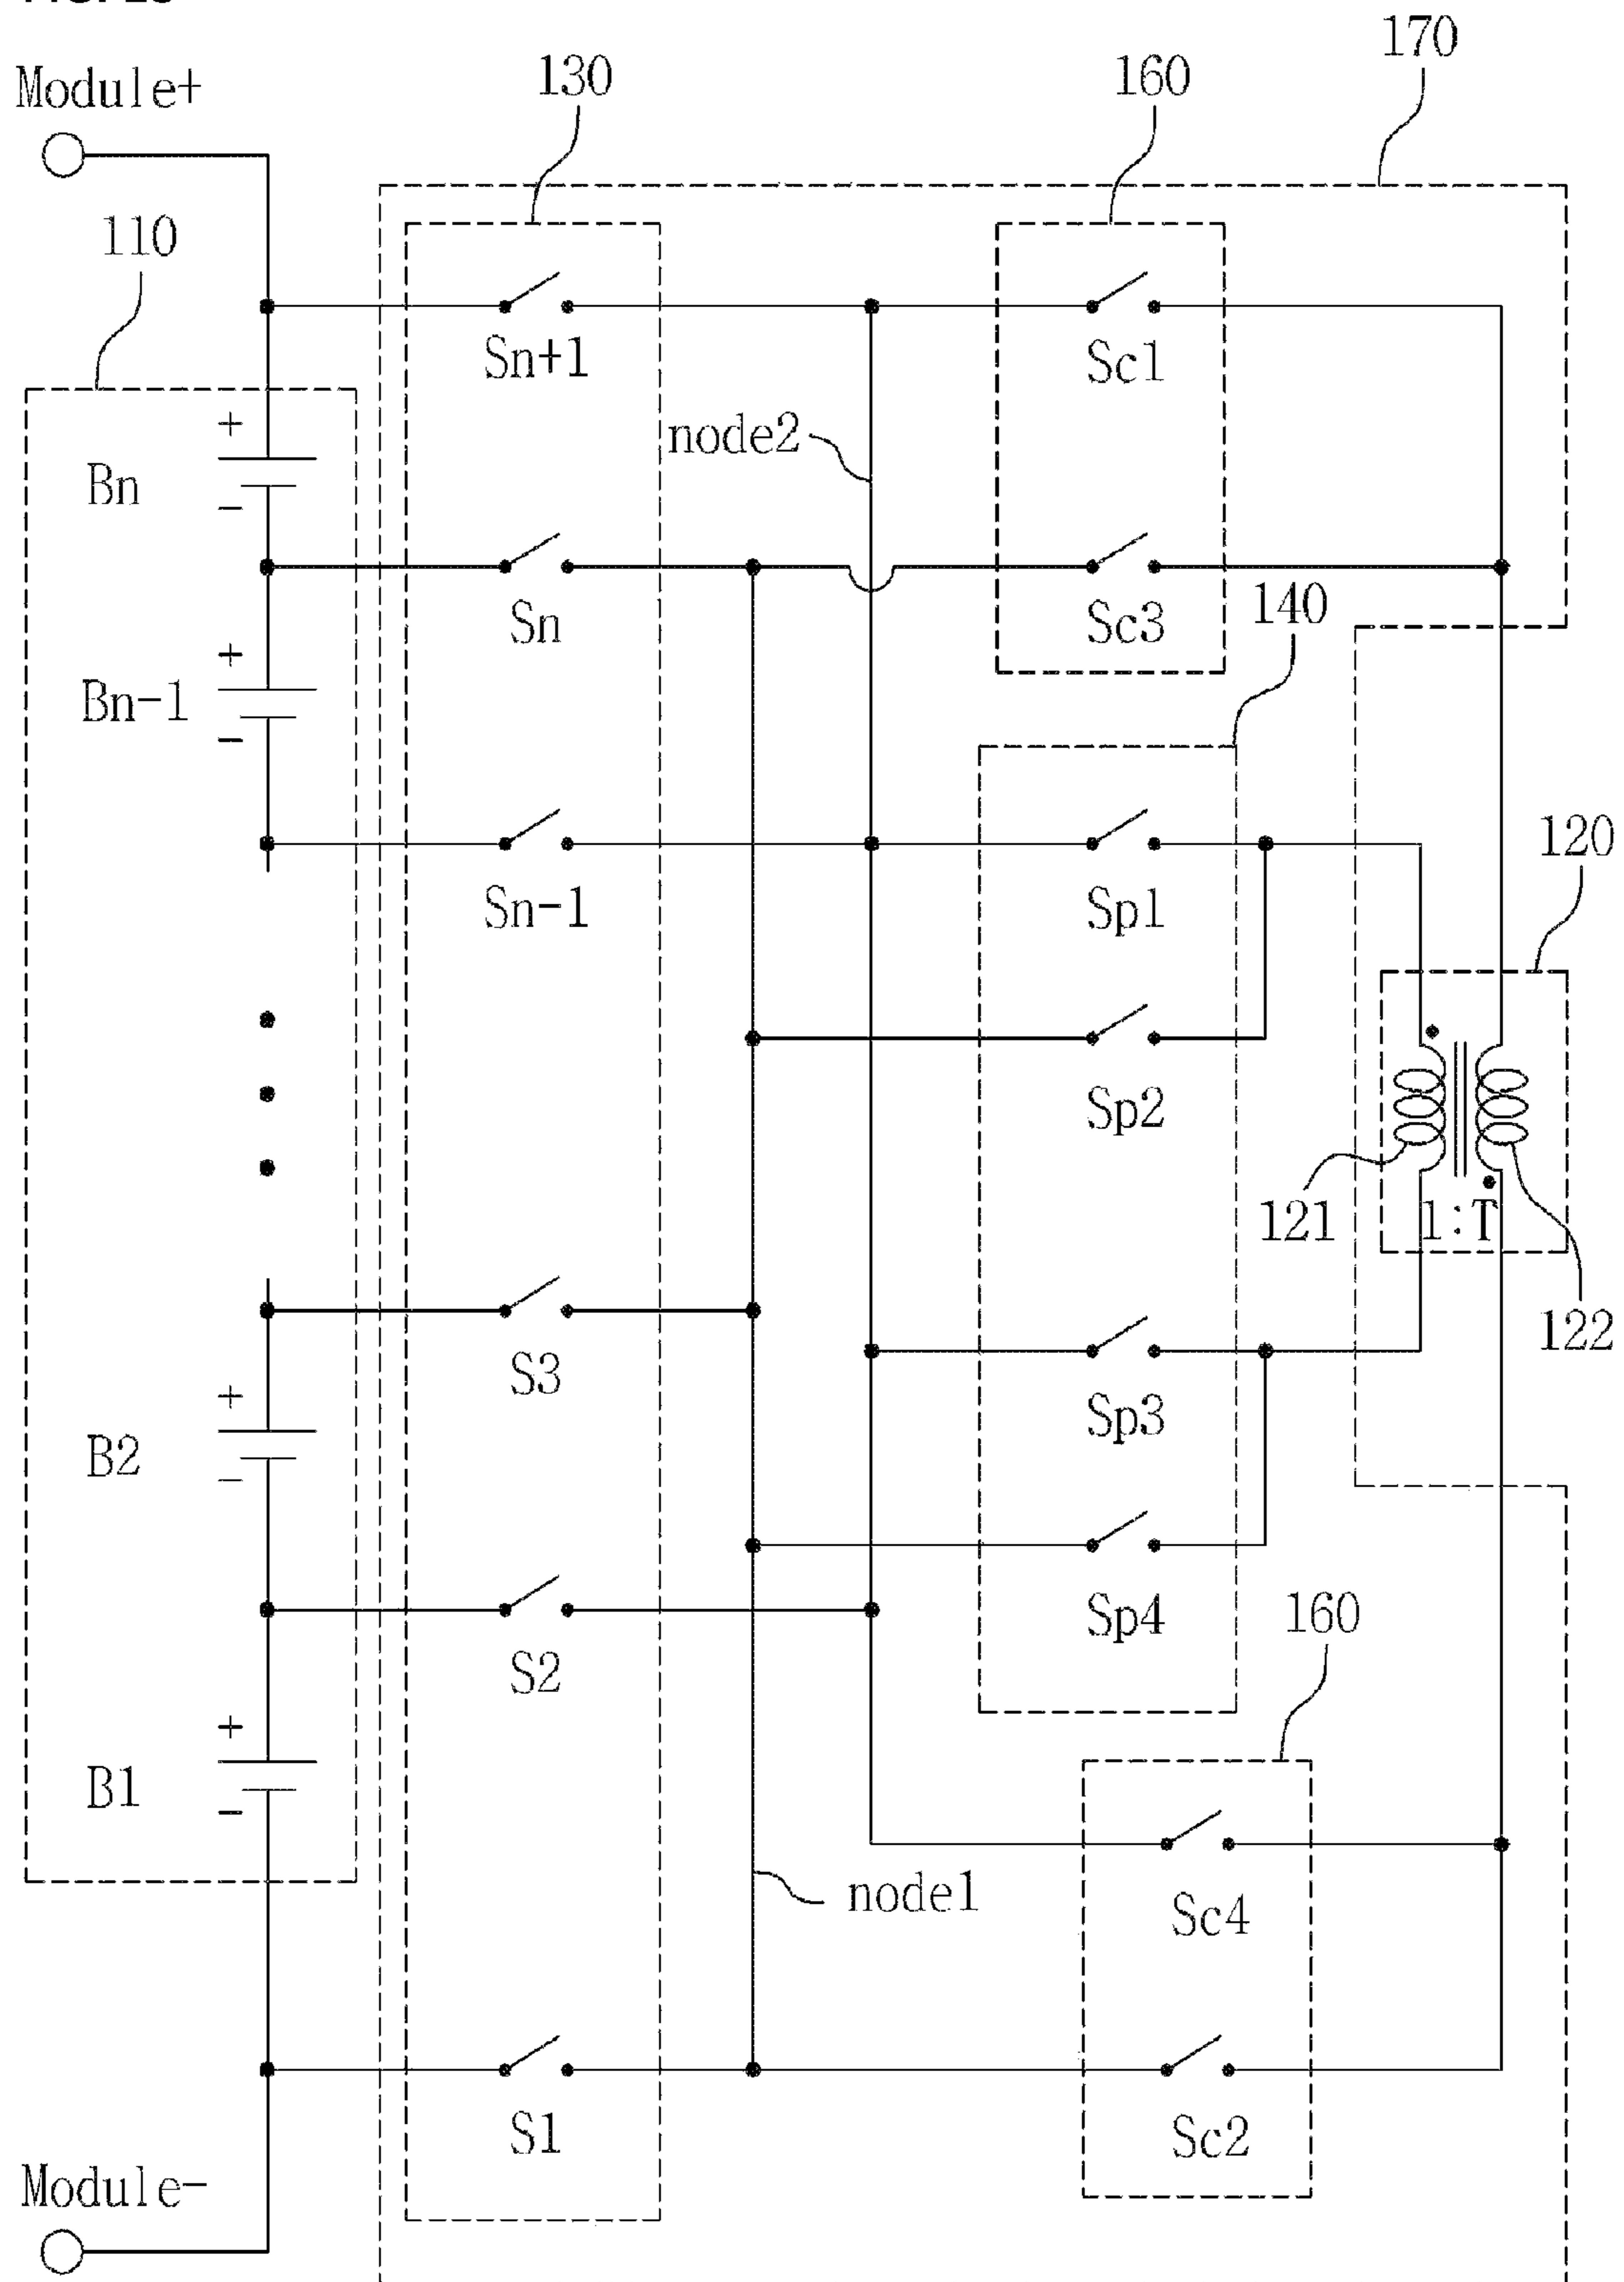 170
130
160
Module+
110
Sn+1
Sc1
node2
+
Bn
-
Sn
Sc3
140
+
Bn-1
-
120
Sn-1
Sp1
Sp2
121
1:T
122
S3
Sp3
+
B2
-
Sp4
160
S2
+
B1
-
node1
Sc4
S1
Sc2
Module-